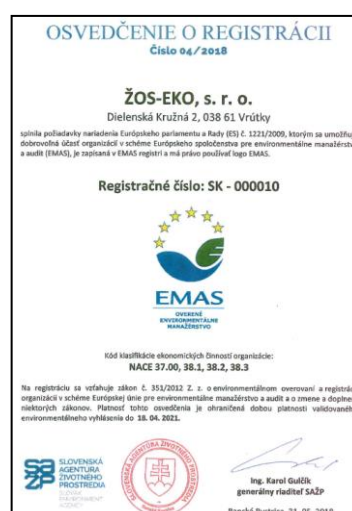 OSVEDČENIE O REGISTRÁCII
Číslo 04/2018
ŽOS-EKO, s. r. o.
Dielenská Kružná 2, 038 61 Vrútky
splnila požiadavky nariadenia Európskeho parlamentu a Rady (ES) č. 1221/2009, ktorým sa umožňuje
dobrovoľná účasť organizácií v schéme Európskeho spoločenstva pre environmentálne manažérstvo
a audit (EMAS), je zapísaná v EMAS registri a má právo používať logo EMAS.
Registračné číslo: SK - 000010
EMAS
OVERENÉ
ENVIRONMENTÁLNE
MANAŽÉRSTVO
Kód klasifikácie ekonomických činností organizácie:
NACE 37.00, 38.1, 38.2, 38.3
Na registráciu sa vzťahuje zákon č. 351/2012 Z. z. o environmentálnom overovaní a registrácii
organizácií v schéme Európskej únie pre environmentálne manažérstvo a audit a o zmene a doplnení
niektorých zákonov. Platnosť tohto osvedčenia je ohraničená dobou platnosti validovaného
environmentálneho vyhlásenia do 18. 04. 2021.
SLOVENSKÁ
AGENTÚRA
ŽIVOTNÉHO
PROSTREDIA
SLOVAK
ENVIRONMENT
AGENCY
Ing. Karol Gulčík
generálny riaditeľ SAŽP